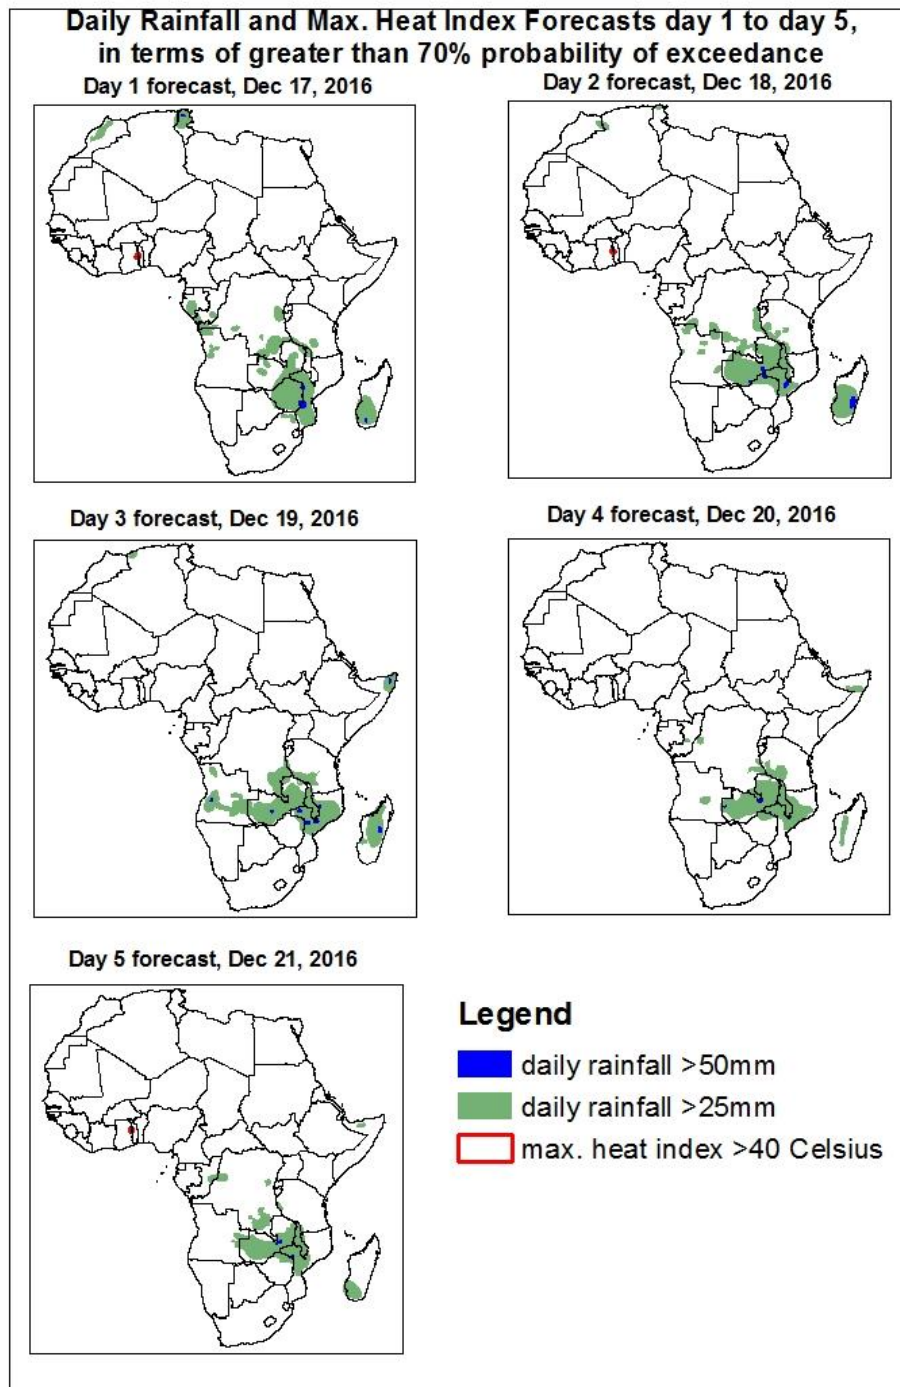 Daily Rainfall and Max. Heat Index Forecasts day 1 to day 5,
in terms of greater than 70% probability of exceedance
Day 1 forecast, Dec 17, 2016
Day 2 forecast, Dec 18, 2016
Day 3 forecast, Dec 19, 2016
Day 4 forecast, Dec 20, 2016
Day 5 forecast, Dec 21, 2016
Legend
daily rainfall >50mm
daily rainfall >25mm
max. heat index >40 Celsius